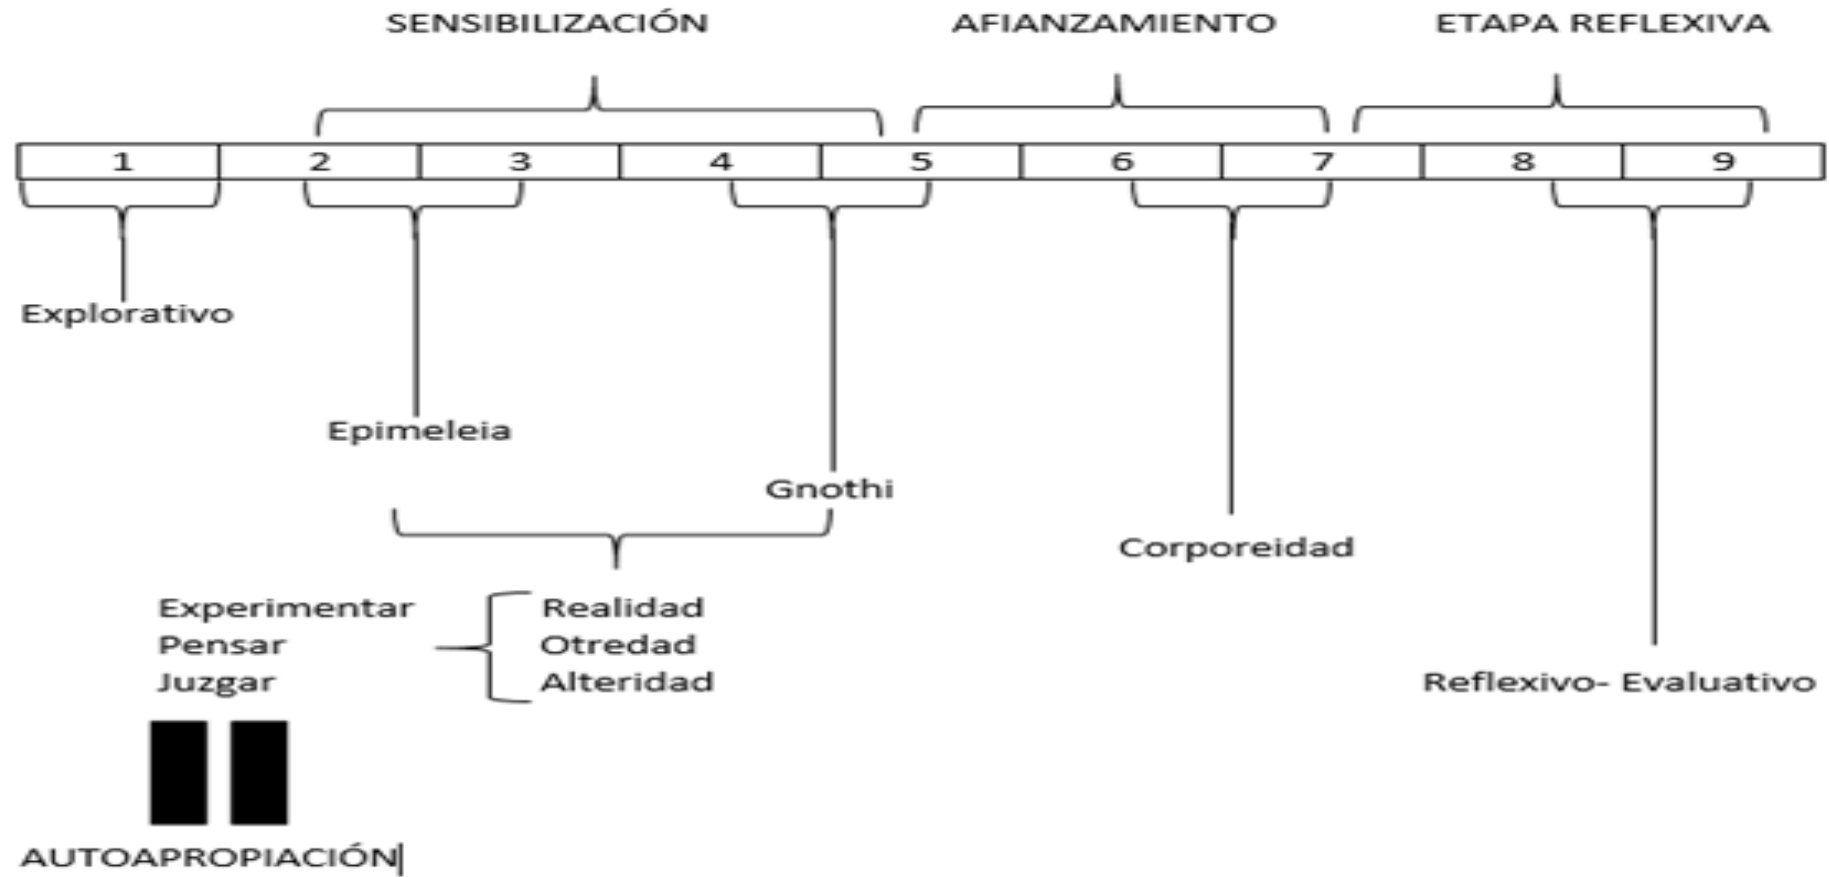 SENSIBILIZACIÓN AFIANZAMIENTO ETAPA REFLEXIVA
1 2 3 4 5 6 7 8 9
Explorativo
Epimeleia
Gnothi
Corporeidad
Experimentar Realidad
Pensar Otredad
Juzgar Alteridad
Reflexivo- Evaluativo
AUTOAPROPIACIÓN